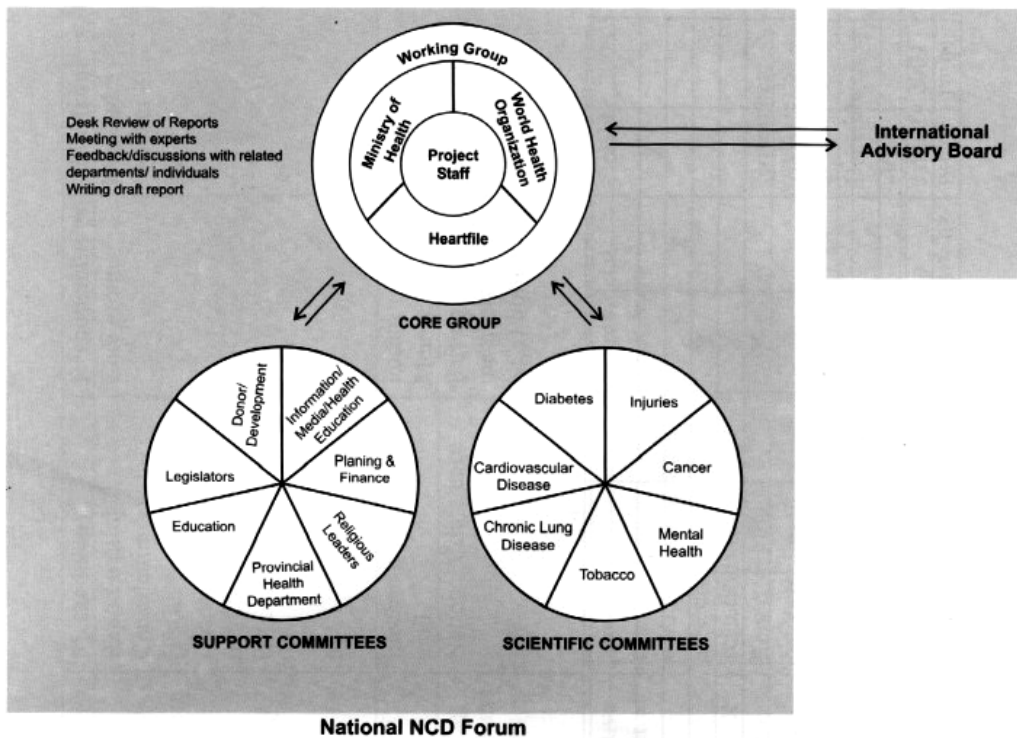 Working Group
Ministry of
Health
World Health
Organization
Project
Staff
Heartfile
Desk Review of Reports
Meeting with experts
Feedback/discussions with related
departments/ individuals
Writing draft report
International
Advisory Board
CORE GROUP
Donor/
Development
Information/
Media/Health
Education
Legislators
Planing &
Finance
Education
Religious
Leaders
Provincial
Health
Department
SUPPORT COMMITTEES
Diabetes
Injuries
Cardiovascular
Disease
Cancer
Chronic Lung
Disease
Mental
Health
Tobacco
SCIENTIFIC COMMITTEES
National NCD Forum